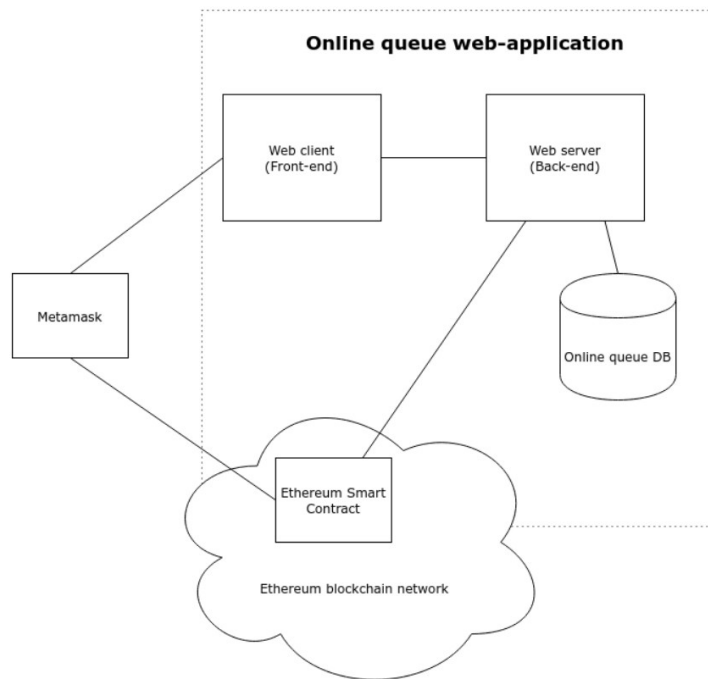 Online queue web-application
Web client
(Front-end)
Web server
(Back-end)
Metamask
Online queue DB
Ethereum Smart
Contract
Ethereum blockchain network